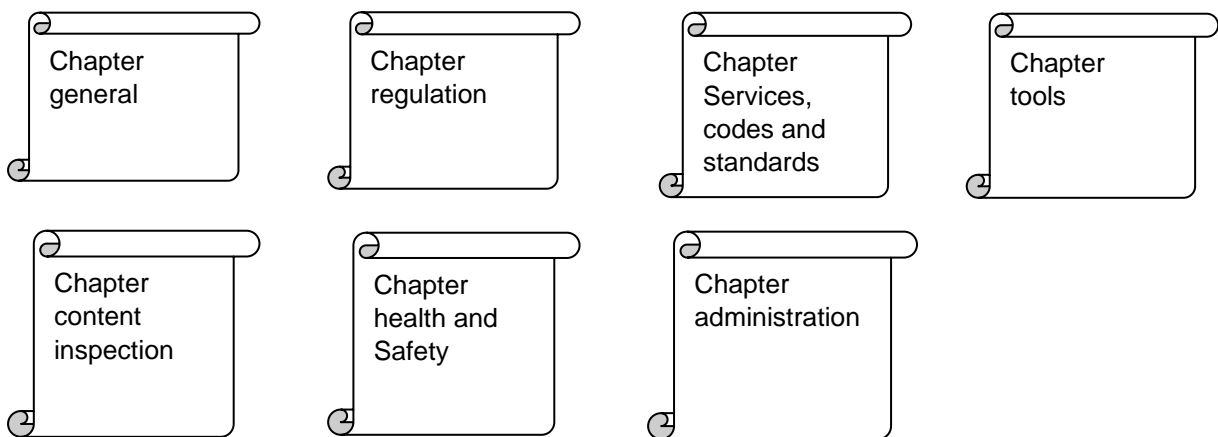 Chapter
general
Chapter
regulation
Chapter
Services,
codes and
standards
Chapter
tools
Chapter
content
inspection
Chapter
health and
Safety
Chapter
administration